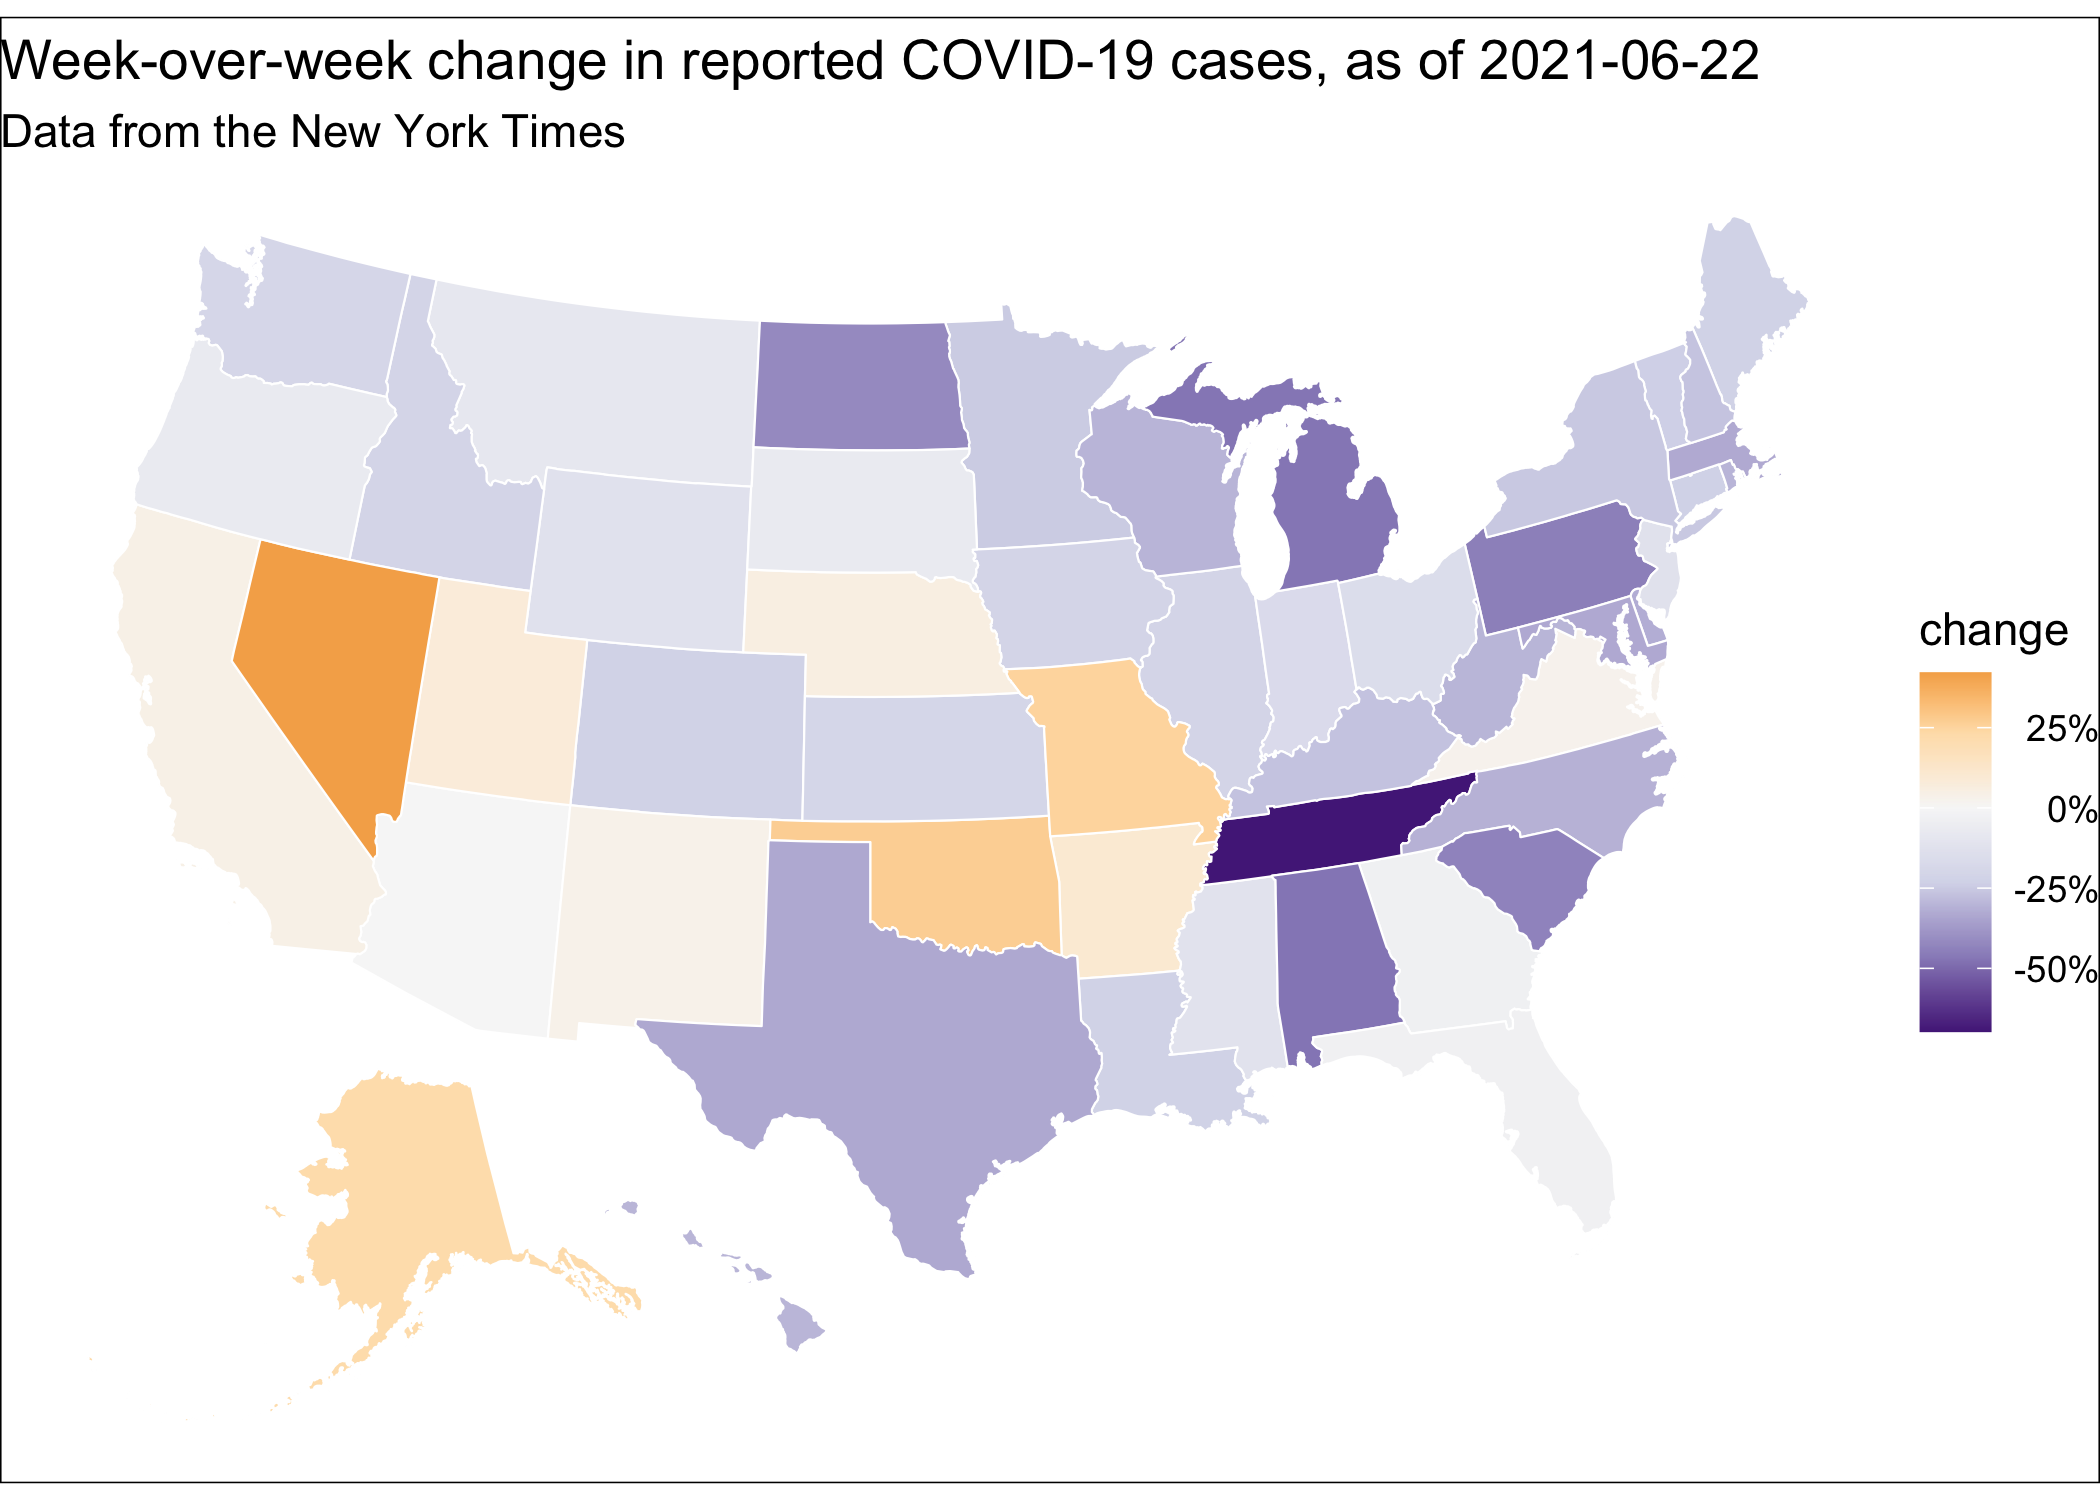 Week-over-week change in reported COVID-19 cases, as of 2021-06-22
Data from the New York Times
change
25%
0%
-25%
-50%